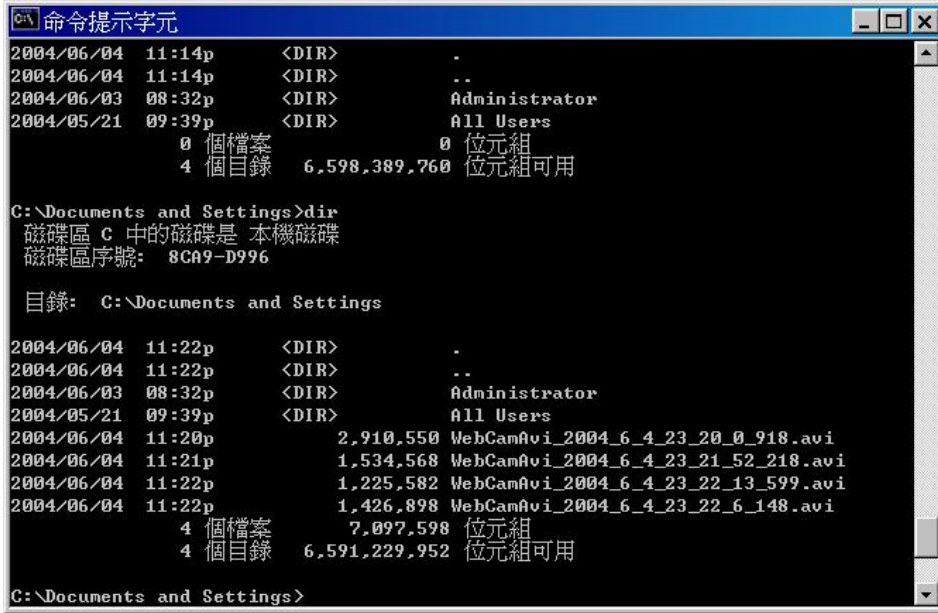 命令提示字元
2004/06/04  11:14p      <DIR>          .
2004/06/04  11:14p      <DIR>          ..
2004/06/03  08:32p      <DIR>          Administrator
2004/05/21  09:39p      <DIR>          All Users
               0 個檔案               0 位元組
               4 個目錄   6,598,389,760 位元組可用
C:\Documents and Settings>dir
 磁碟區 C 中的磁碟是 本機磁碟
 磁碟區序號:  8CA9-D996
 目錄:  C:\Documents and Settings
2004/06/04  11:22p      <DIR>          .
2004/06/04  11:22p      <DIR>          ..
2004/06/03  08:32p      <DIR>          Administrator
2004/05/21  09:39p      <DIR>          All Users
2004/06/04  11:20p           2,910,550 WebCamAvi_2004_6_4_23_20_0_918.avi
2004/06/04  11:21p           1,534,568 WebCamAvi_2004_6_4_23_21_52_218.avi
2004/06/04  11:22p           1,225,582 WebCamAvi_2004_6_4_23_22_13_599.avi
2004/06/04  11:22p           1,426,898 WebCamAvi_2004_6_4_23_22_6_148.avi
               4 個檔案       7,097,598 位元組
               4 個目錄   6,591,229,952 位元組可用
C:\Documents and Settings>